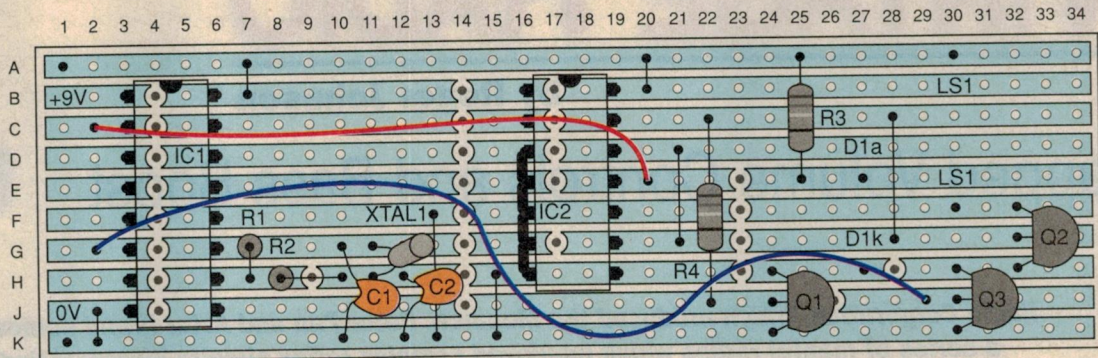 1 2 3 4 5 6 7 8 9 10 11 12 13 14 15 16 17 18 19 20 21 22 23 24 25 26 27 28 29 30 31 32 33 34
A
B +9V LS1
C R3
D IC1 D1a
E LS1
F R1 XTAL1 IC2
G R2 D1k Q2
H R4
C1 C2 Q1 Q3
J 0V
K